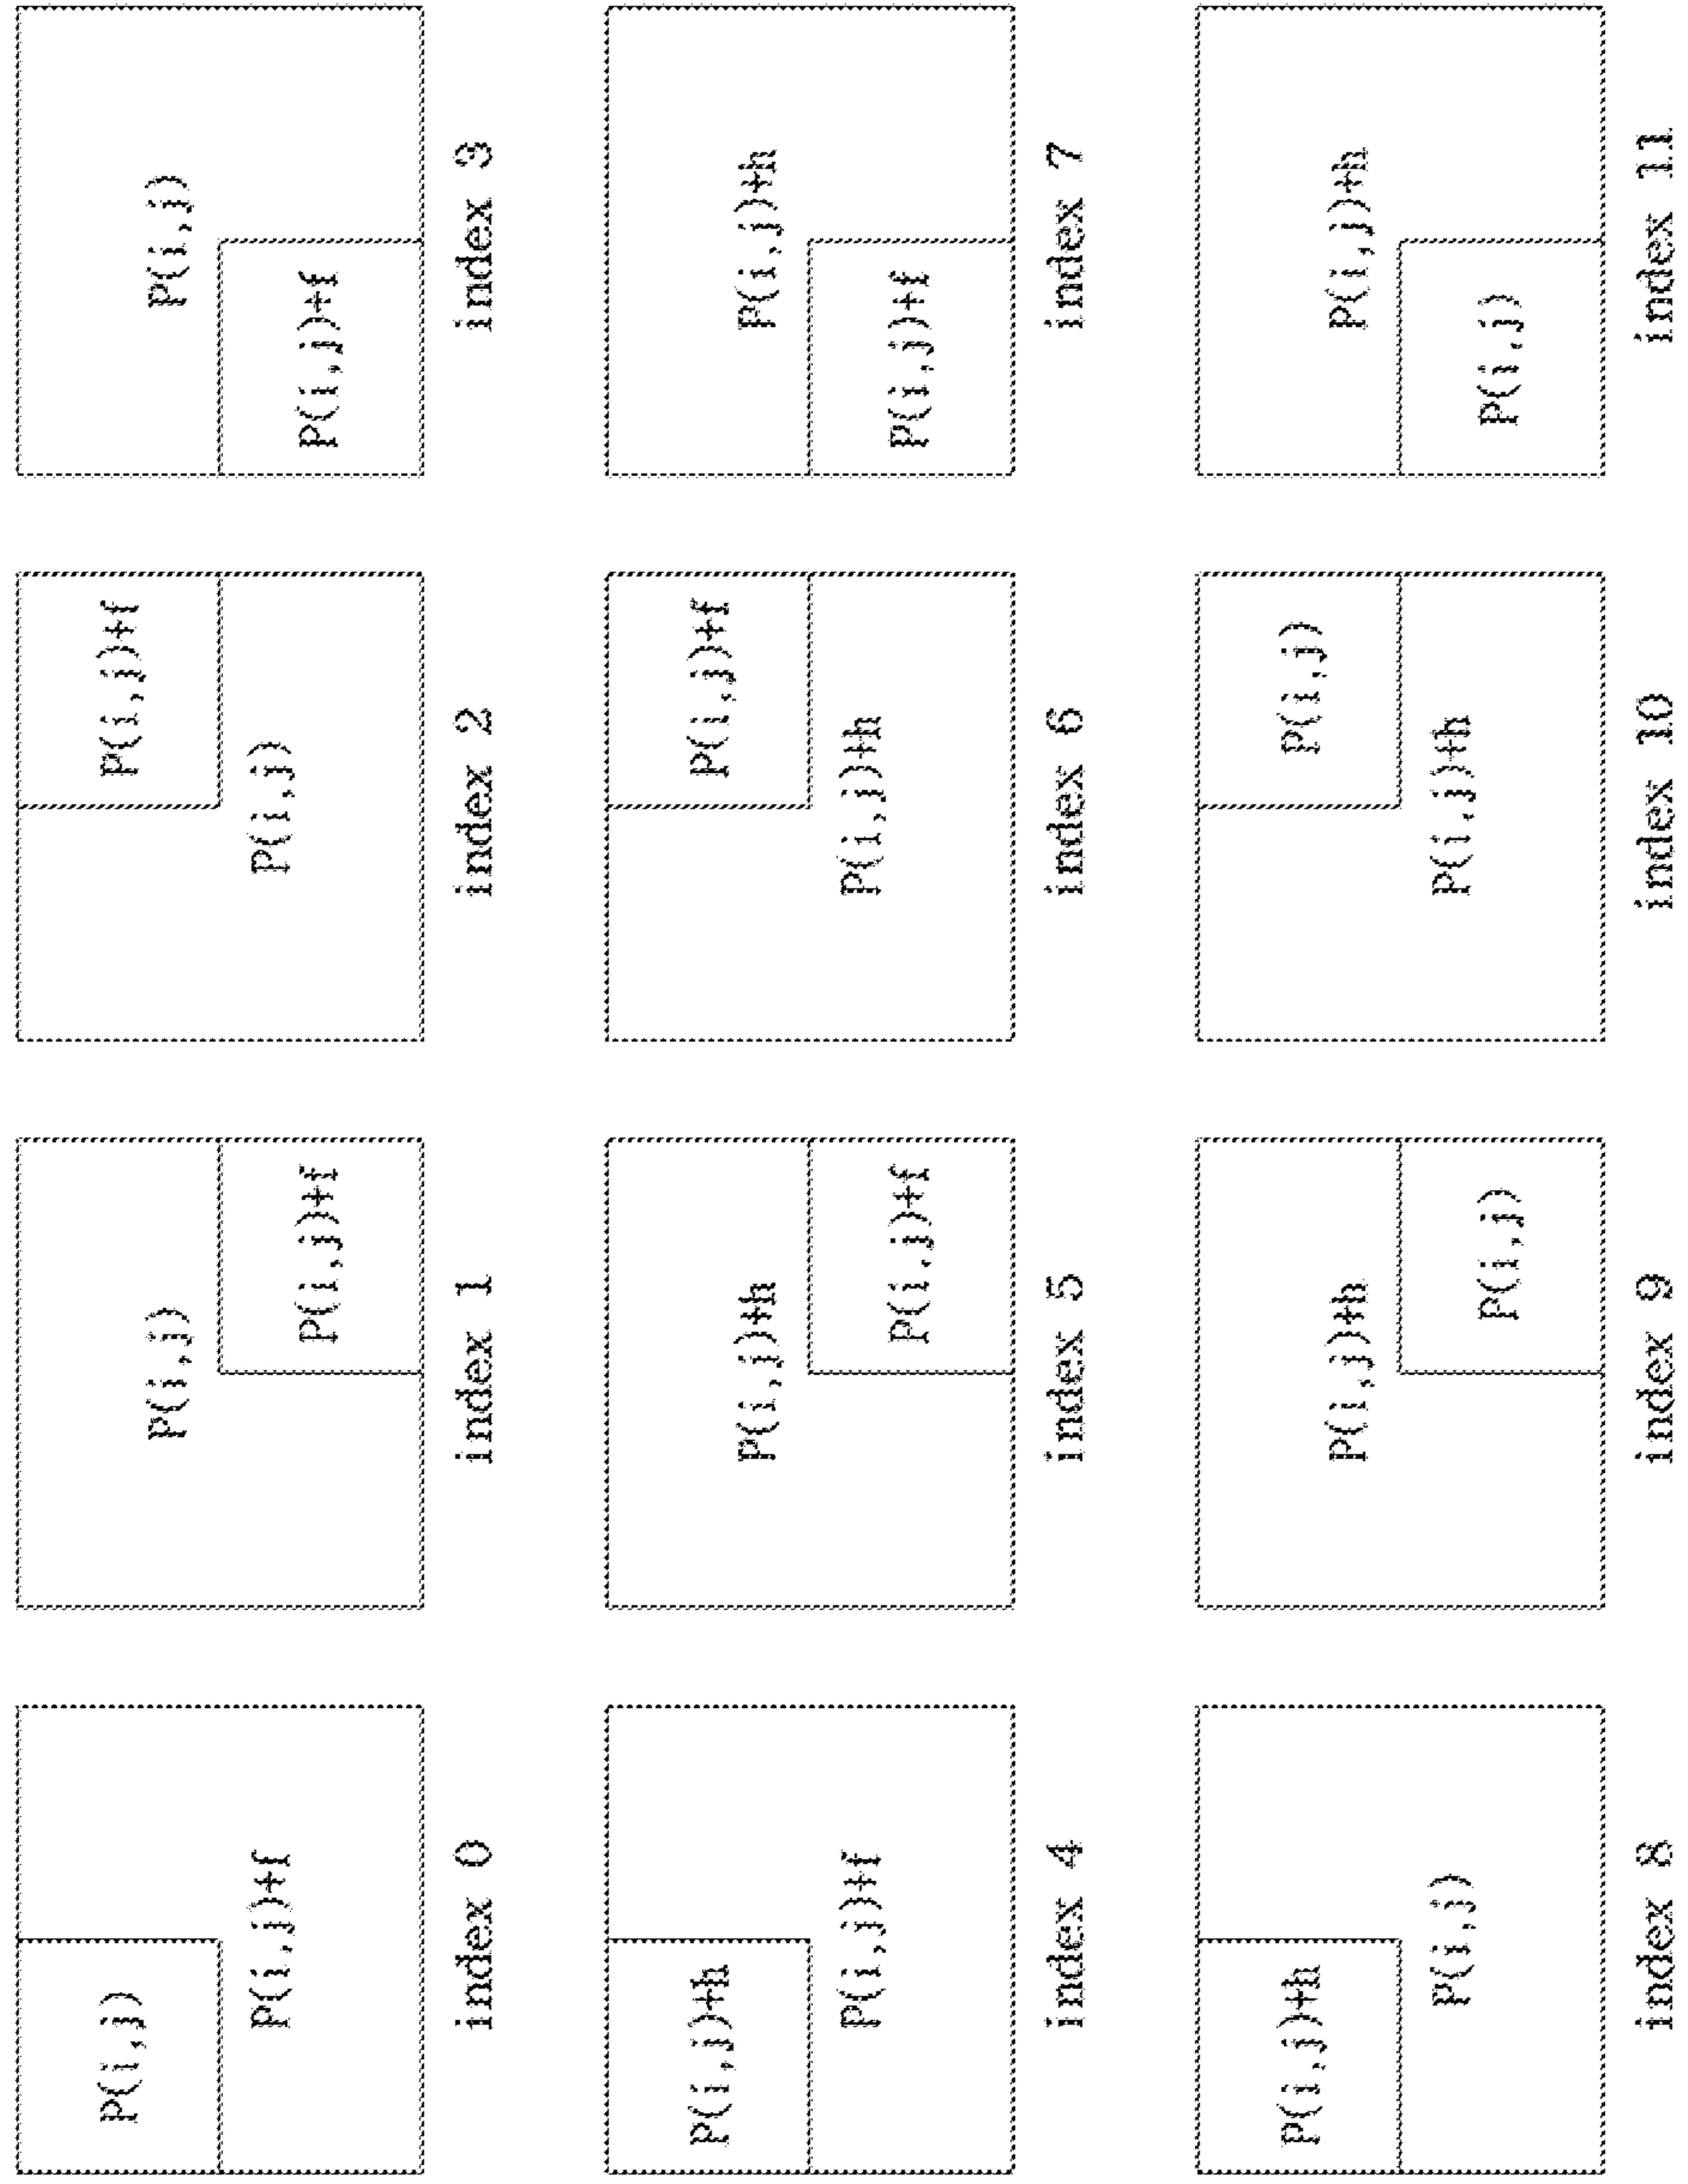 P(i,j)
P(i,j)+f
index 0
P(i,j)
P(i,j)+f
index 1
P(i,j)+f
P(i,j)
index 2
P(i,j)
P(i,j)+f
index 3
P(i,j)+h
P(i,j)+f
index 4
P(i,j)+h
P(i,j)+f
index 5
P(i,j)+f
P(i,j)+h
index 6
P(i,j)+h
P(i,j)+f
index 7
P(i,j)+h
P(i,j)
index 8
P(i,j)+h
P(i,j)
index 9
P(i,j)
P(i,j)+h
index 10
P(i,j)+h
P(i,j)
index 11